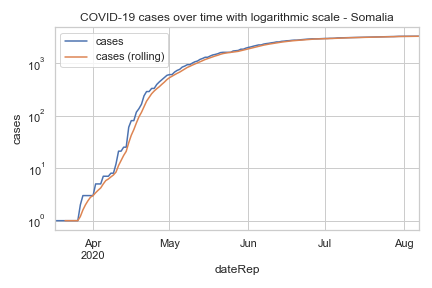 COVID-19 cases over time with logarithmic scale - Somalia
cases
cases (rolling)
10³
10²
10¹
10⁰
cases
Apr
2020
May
Jun
Jul
Aug
dateRep